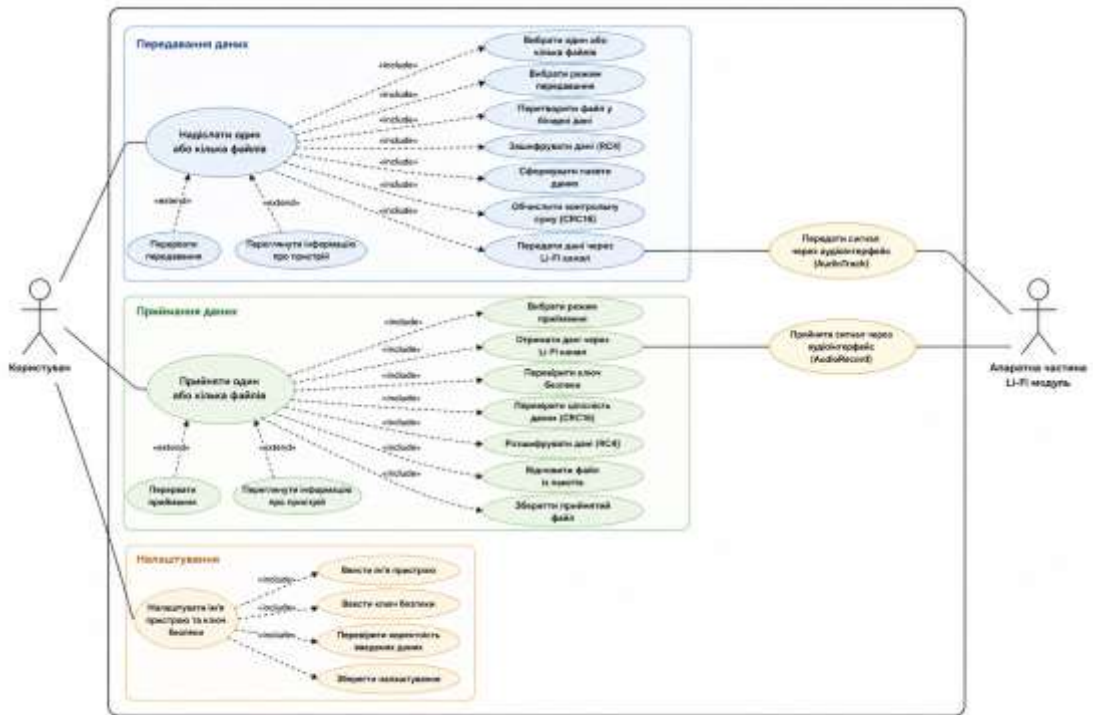 Передавання даних
Надіслати один
або кілька файлів
«extend»
«extend»
Перервати
передавання
Переглянути інформацію
про пристрій
«include»
«include»
«include»
«include»
«include»
«include»
«include»
Вибрати один або
кілька файлів
Вибрати режим
передавання
Перетворити файл у
бінарні дані
Зашифрувати дані (RC4)
Сформувати пакети
даних
Обчислити контрольну
суму (CRC16)
Передати дані через
Li-Fi канал
Передати сигнал
через аудіоінтерфейс
(AudioTrack)
Користувач
Приймання даних
Прийняти один
або кілька файлів
«extend»
«extend»
Перервати
приймання
Переглянути інформацію
про пристрій
«include»
«include»
«include»
«include»
«include»
«include»
«include»
Вибрати режим
приймання
Отримати дані через
Li-Fi канал
Перевірити ключ
безпеки
Перевірити цілісність
даних (CRC16)
Розшифрувати дані (RC4)
Відновити файл
із пакетів
Зберегти прийнятий
файл
Прийняти сигнал через
аудіоінтерфейс
(AudioRecord)
Апаратна частина
Li-Fi модуль
Налаштування
Налаштувати ім'я
пристрою та ключ
безпеки
«include»
«include»
«include»
Ввести ім'я пристрою
Ввести ключ безпеки
Перевірити коректність
введених даних
Зберегти налаштування